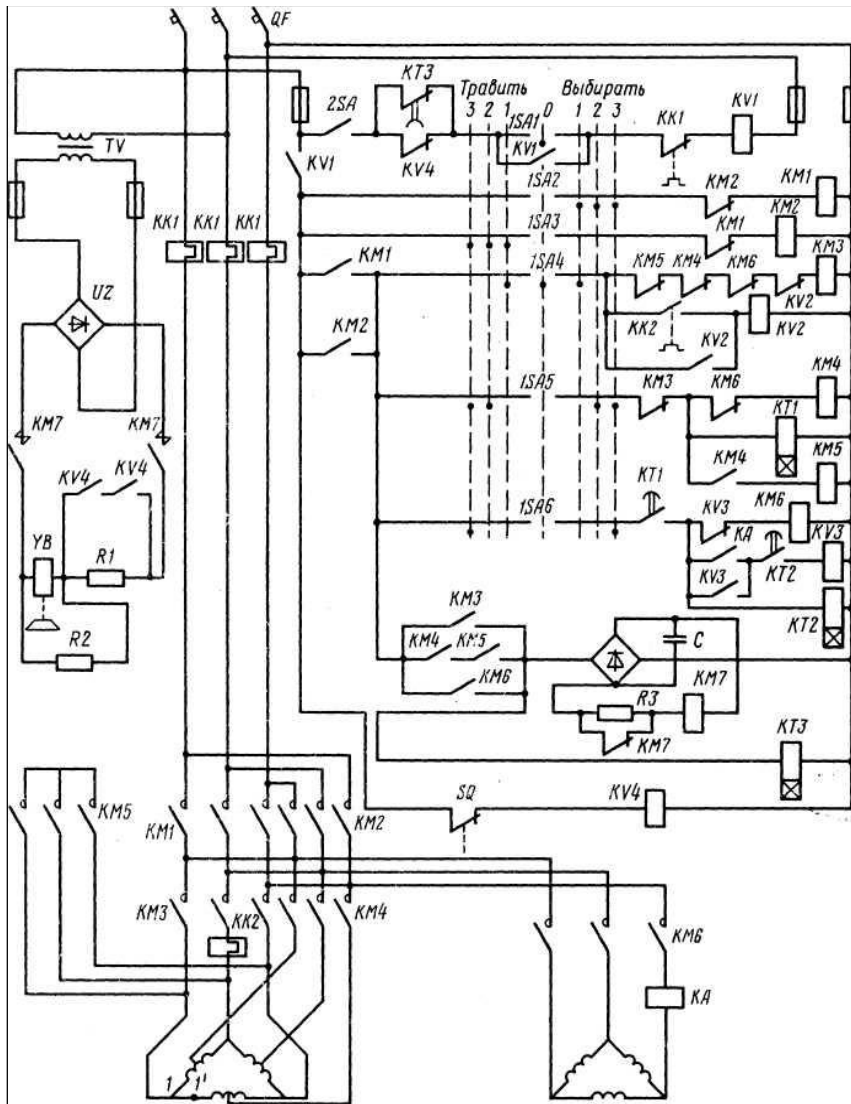 QF
KT3
Травить
Выбирать
3 2 1 0 1 2 3
2SA
1SA1
KK1
KV1
KV1
KV4
TV
KV1
1SA2
KM2
KM1
KK1 KK1 KK1
1SA3
KM1
KM2
KM1
1SA4
KM5 KM4 KM6
KV2
KM3
UZ
KK2
KV2
KV2
KM2
1SA5
KM3
KM6
KM4
KM7
KM7
KT1
KV4 KV4
KM4
KM5
KT1
1SA6
KV3
KM6
YB
R1
KA
KV3
KV3
KT2
R2
KM3
KT2
KM4
KM5
C
KM6
R3
KM7
KM7
KT3
SQ
KV4
KM5
KM1
KM2
KM3
KK2
KM4
KM6
KA
1 1'